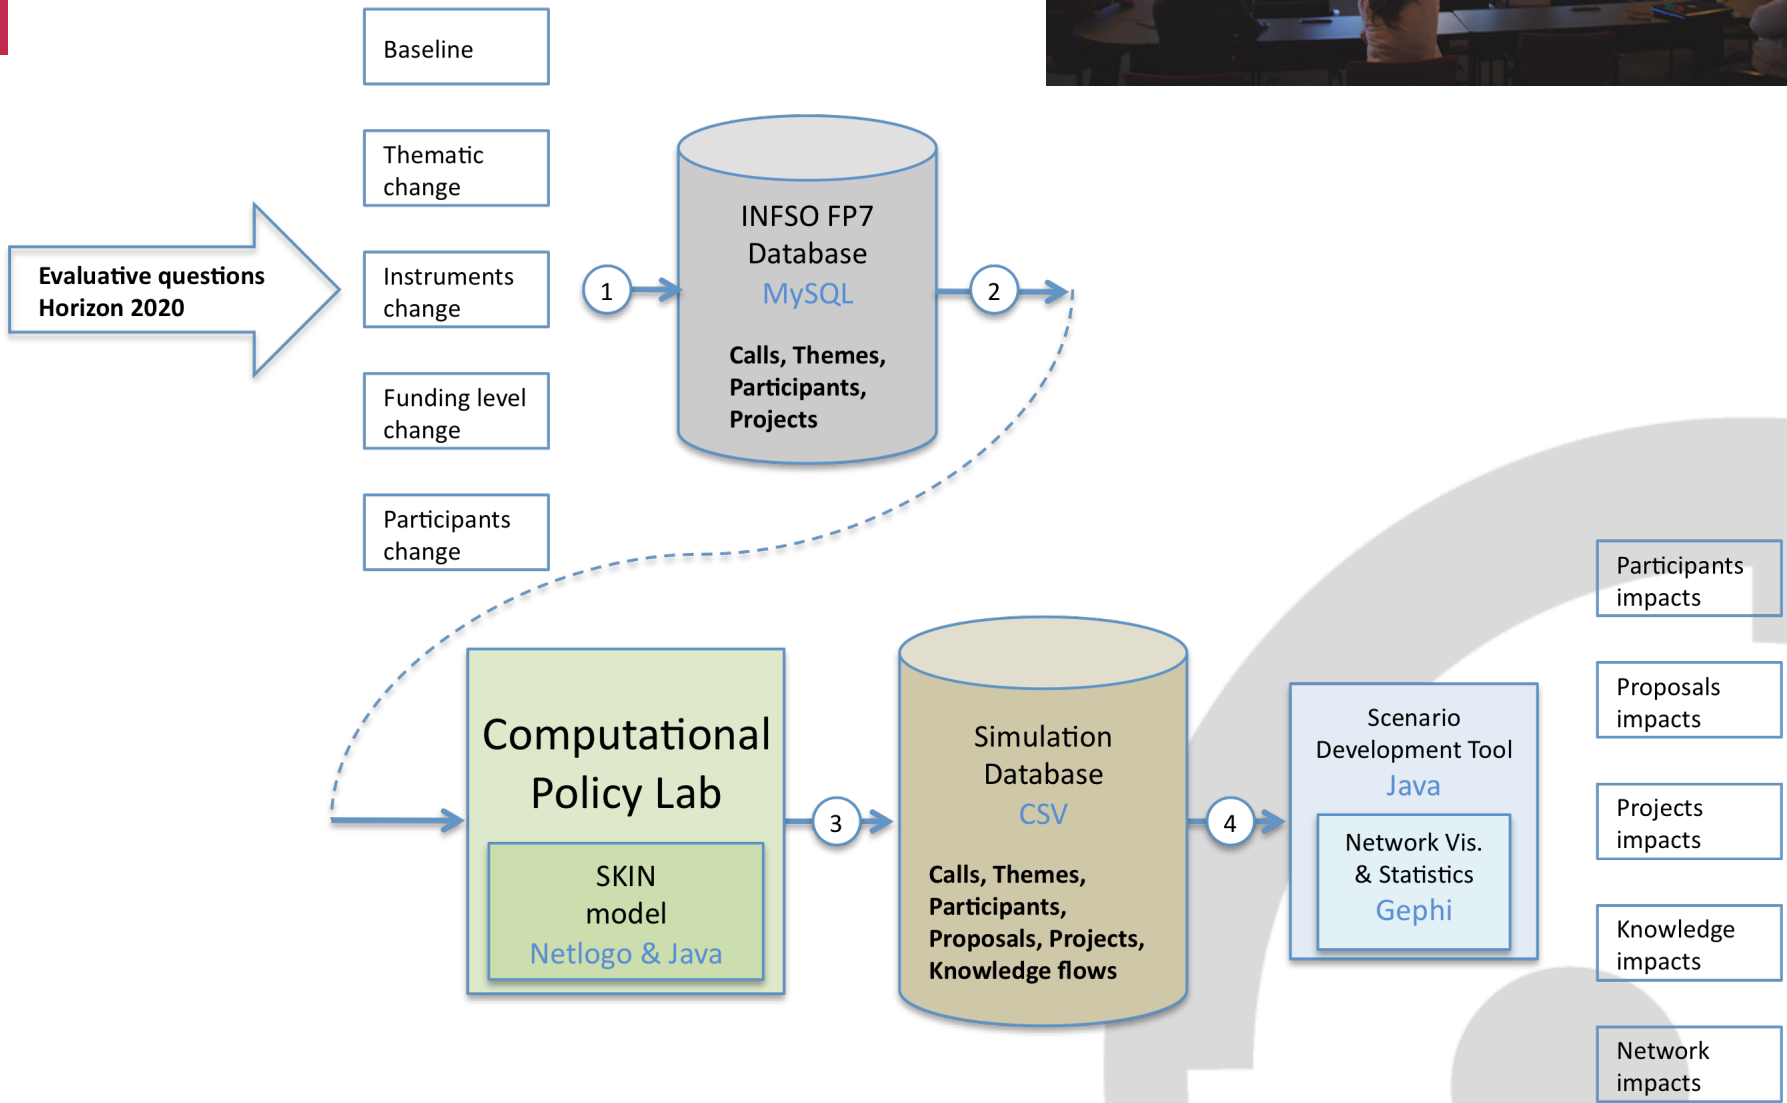 Baseline
Thematic
change
Evaluative questions
Horizon 2020
Instruments
change
Funding level
change
Participants
change
1
INFSO FP7
Database
MySQL
Calls, Themes,
Participants,
Projects
2
Computational
Policy Lab
SKIN
model
Netlogo & Java
3
Simulation
Database
CSV
Calls, Themes,
Participants,
Proposals, Projects,
Knowledge flows
4
Scenario
Development Tool
Java
Network Vis.
& Statistics
Gephi
Participants
impacts
Proposals
impacts
Projects
impacts
Knowledge
impacts
Network
impacts